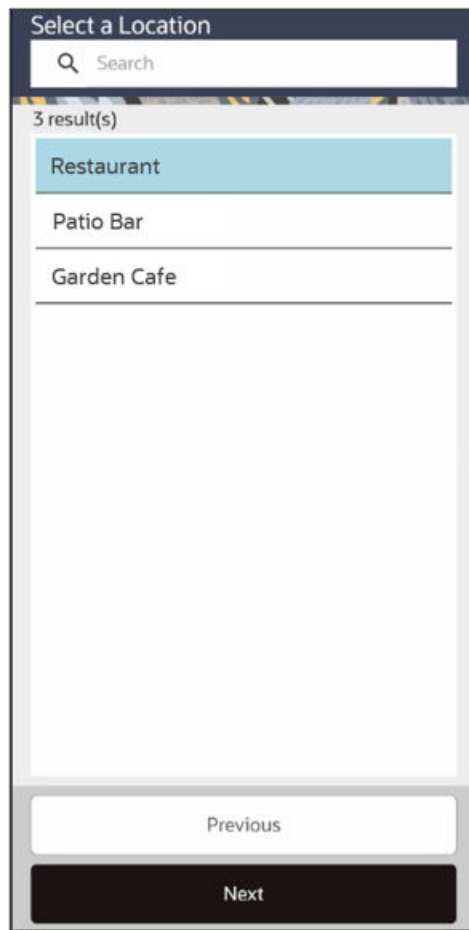 Select a Location
Search
3 result(s)
Restaurant
Patio Bar
Garden Cafe
Previous
Next